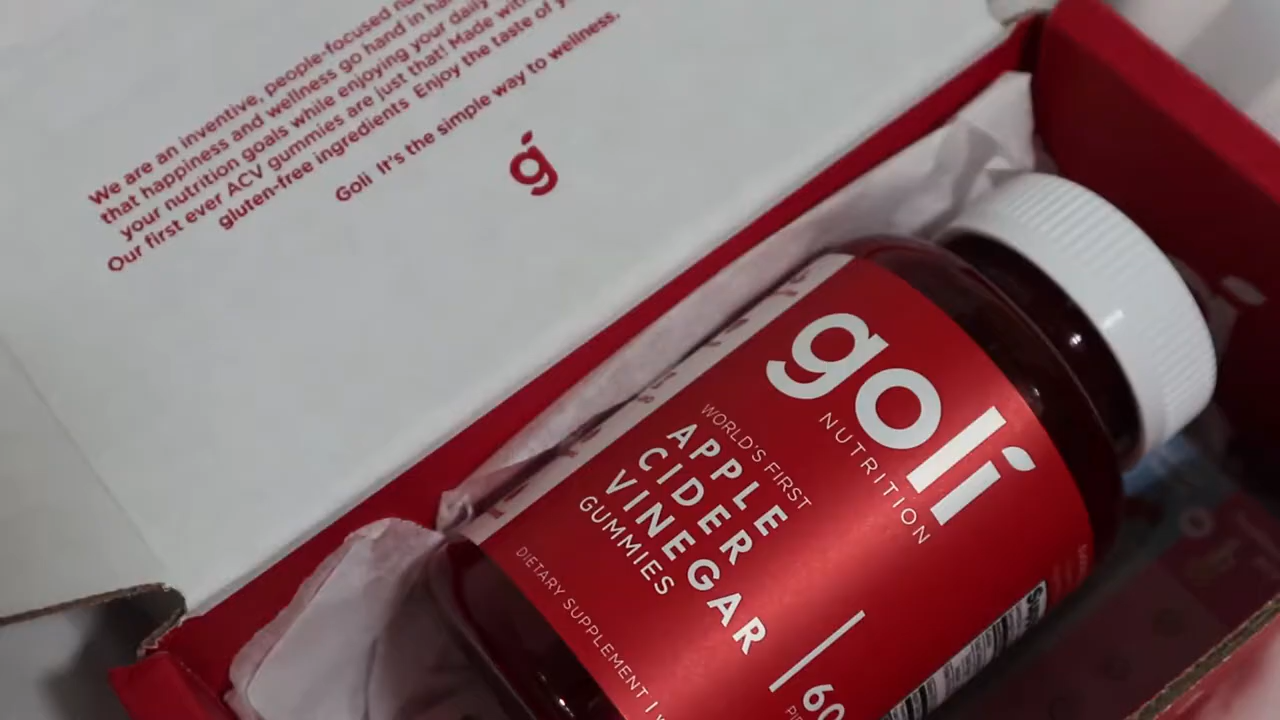 We are an inventive, people-focused
that happiness and wellness go hand in
your nutrition goals while enjoying your daily
Our first ever ACV gummies are just that! Made
gluten-free ingredients Enjoy the taste of
Goli It's the simple way to wellness.
g
goli
NUTRITION
WORLD'S FIRST
APPLE
CIDER
VINEGAR
GUMMIES
DIETARY SUPPLEMENT |
60